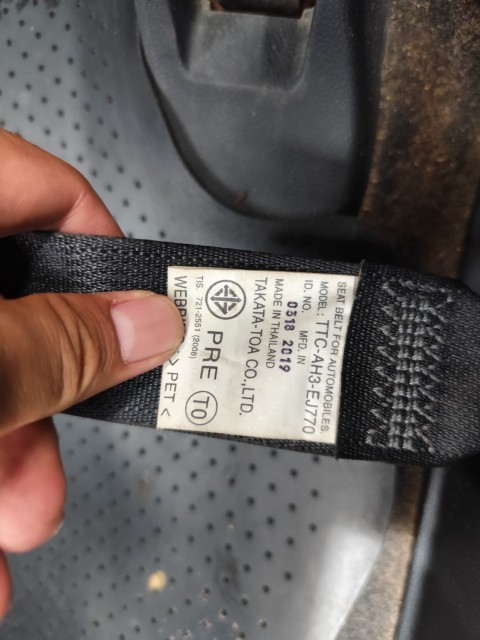 SEAT BELT FOR AUTOMOBILES.
MODEL: TTC-AH3-EJ770
ID. NO. MFD. IN
0318 2019
MADE IN THAILAND
TAKATA-TOA CO.,LTD.
PRE TO
TIS. 721-2551 (2008)
> PET <